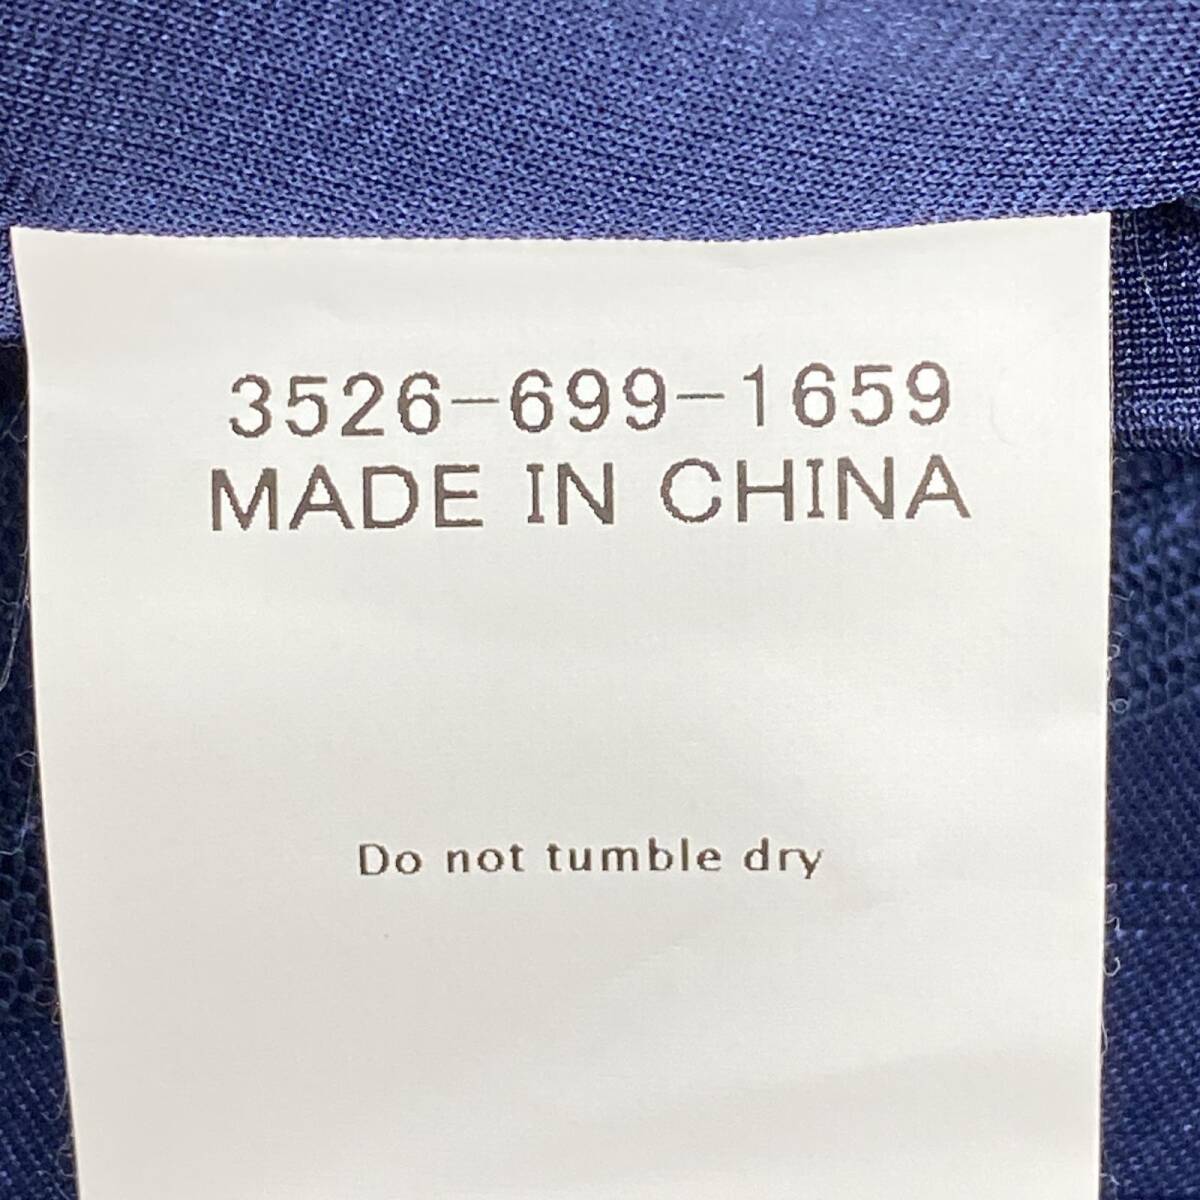 3526-699-1659
MADE IN CHINA
Do not tumble dry